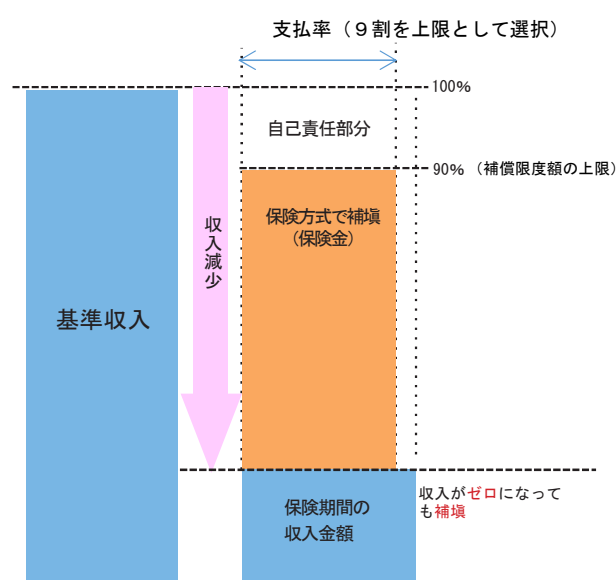 支払率（９割を上限として選択）
100%
自己責任部分
90% (補償限度額の上限)
保険方式で補塡
(保険金)
収入減少
基準収入
収入がゼロになって
も補塡
保険期間の
収入金額